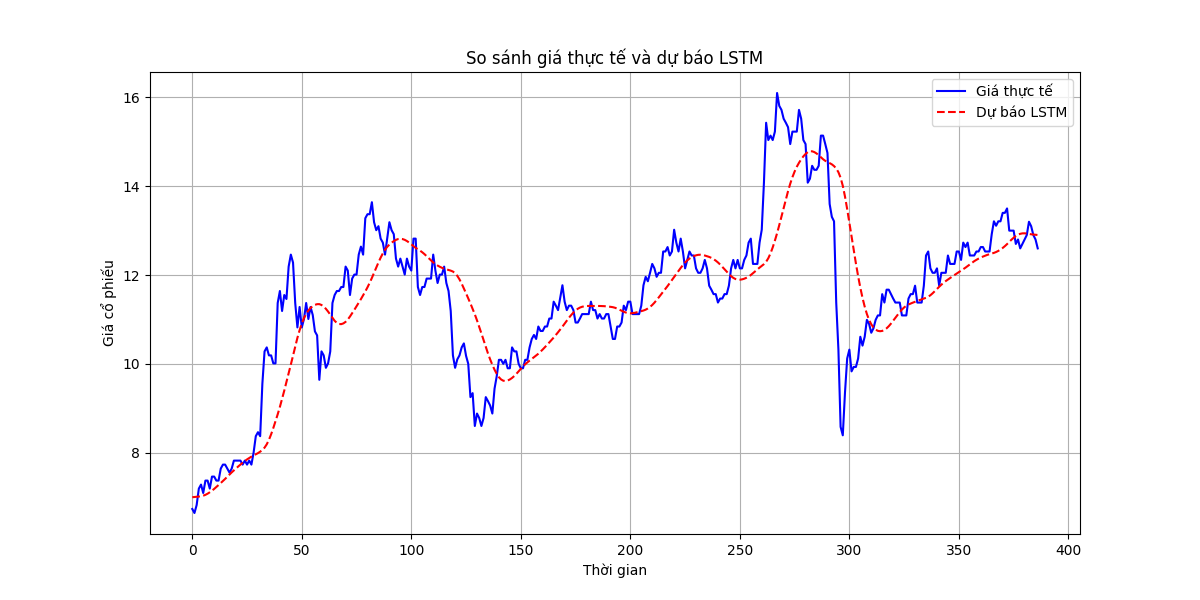 So sánh giá thực tế và dự báo LSTM
Giá thực tế
Dự báo LSTM
Giá cổ phiếu
16
14
12
10
8
0 50 100 150 200 250 300 350 400
Thời gian